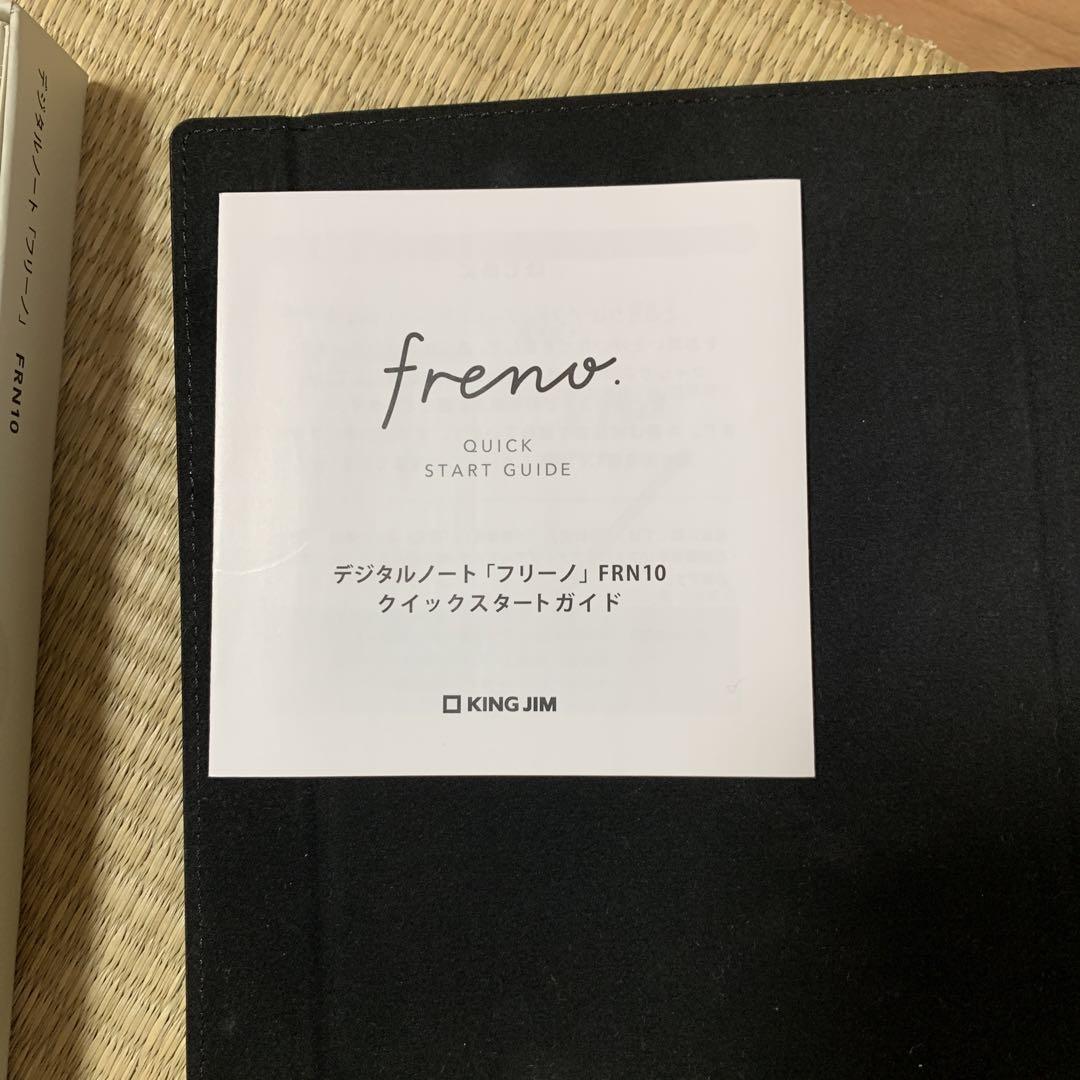 デジタルノート「フリーノ」 FRN10
freno.
QUICK
START GUIDE
デジタルノート「フリーノ」FRN10
クイックスタートガイド
KING JIM